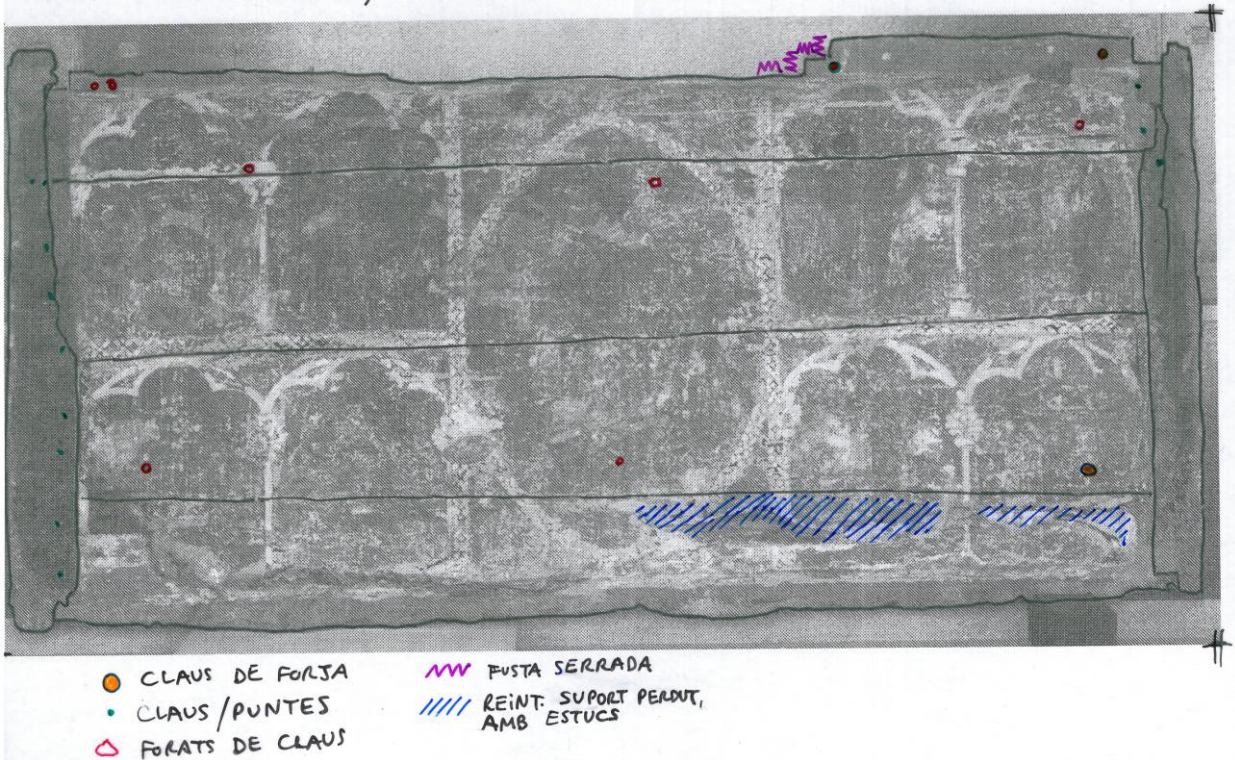 CLAUS DE FORJA
CLAUS/PUNTES
FORATS DE CLAUS
FUSTA SERRADA
REINT. SUPORT PERDUT,
AMB ESTUCS